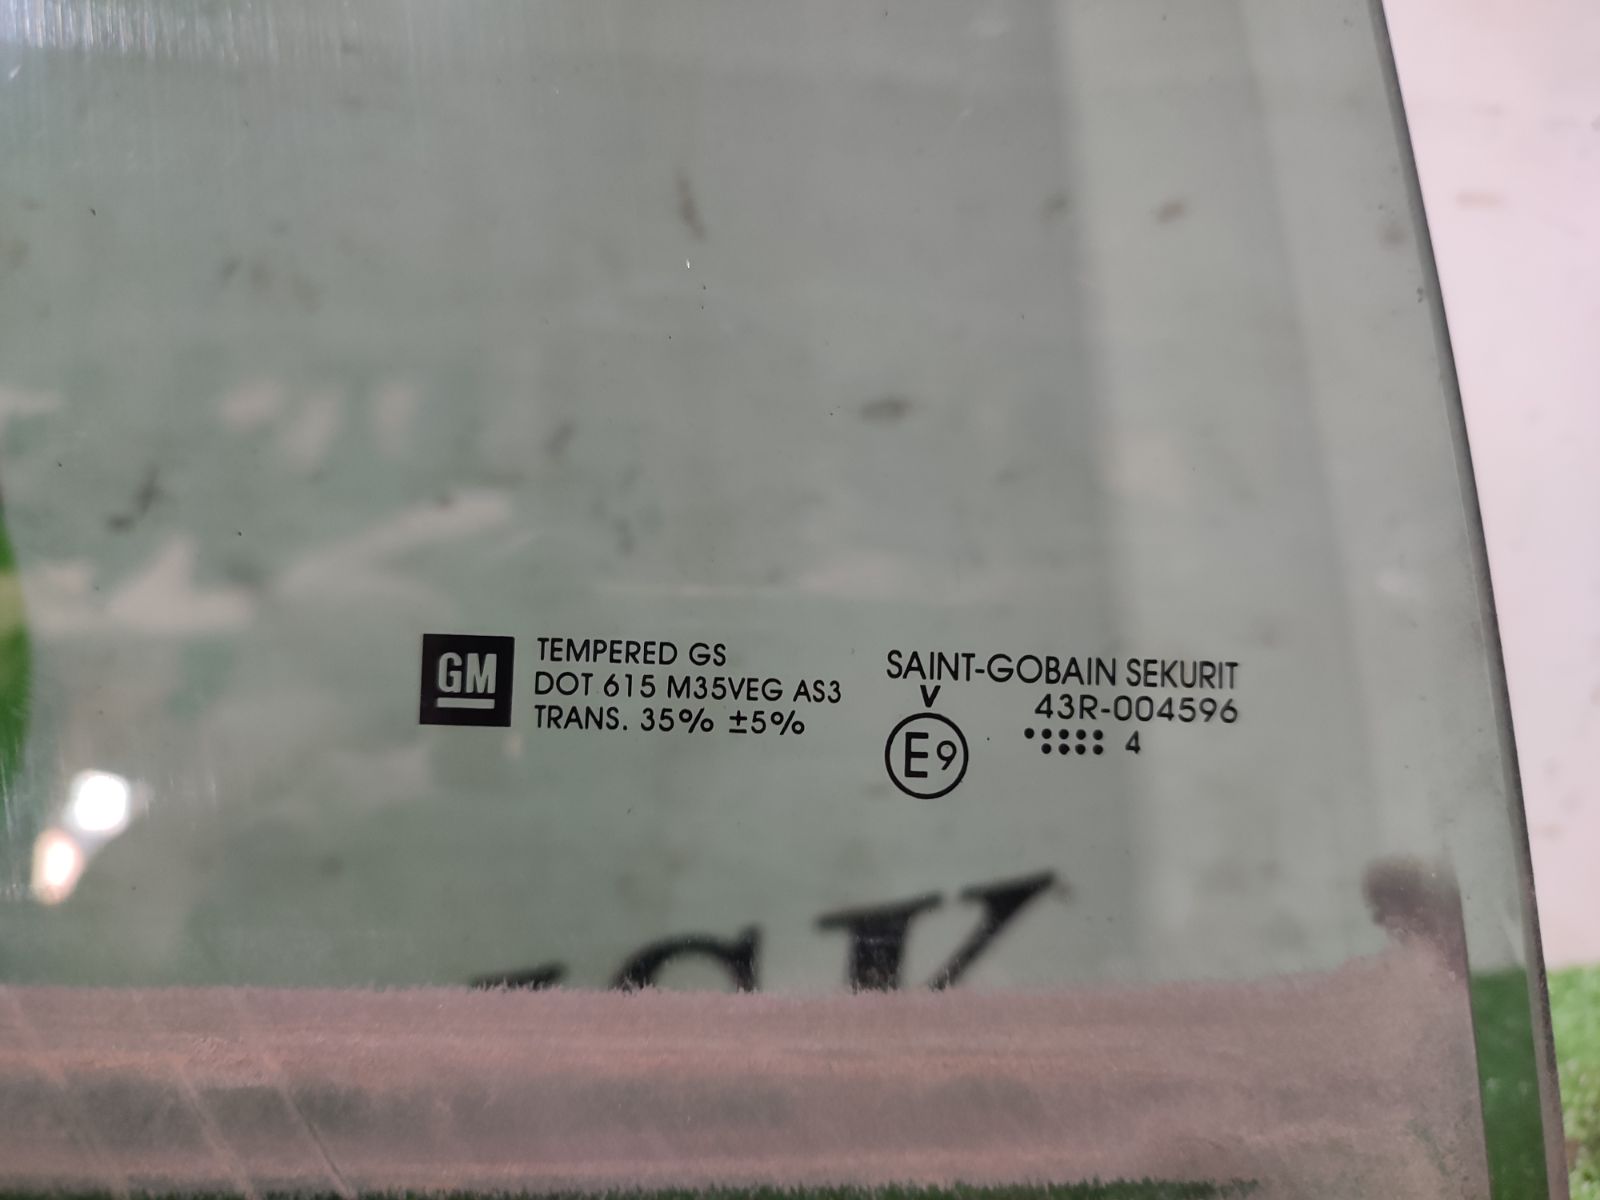 GM
TEMPERED GS
DOT 615 M35VEG AS3
TRANS. 35% ±5%
SAINT-GOBAIN SEKURIT
V
43R-004596
E9
4